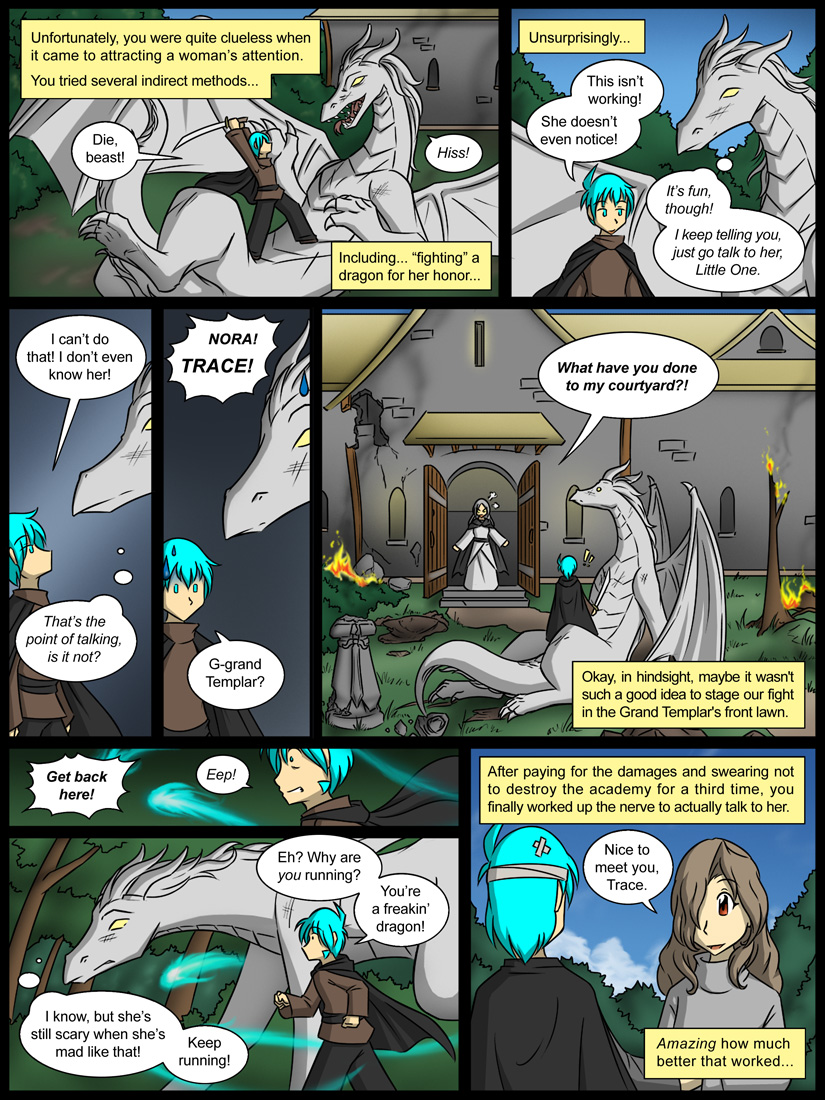 Unfortunately, you were quite clueless when
it came to attracting a woman's attention.
You tried several indirect methods...
Die,
beast!
Hiss!
Including... "fighting" a
dragon for her honor...
Unsurprisingly...
This isn't
working!
She doesn't
even notice!
It's fun,
though!
I keep telling you,
just go talk to her,
Little One.
I can't do
that! I don't even
know her!
That's the
point of talking,
is it not?
NORA!
TRACE!
G-grand
Templar?
What have you done
to my courtyard?!
!!
Okay, in hindsight, maybe it wasn't
such a good idea to stage our fight
in the Grand Templar's front lawn.
Get back
here!
Eep!
Eh? Why are
you running?
You're
a freakin'
dragon!
I know, but she's
still scary when she's
mad like that!
Keep
running!
After paying for the damages and swearing not
to destroy the academy for a third time, you
finally worked up the nerve to actually talk to her.
Nice to
meet you,
Trace.
Amazing how much
better that worked...